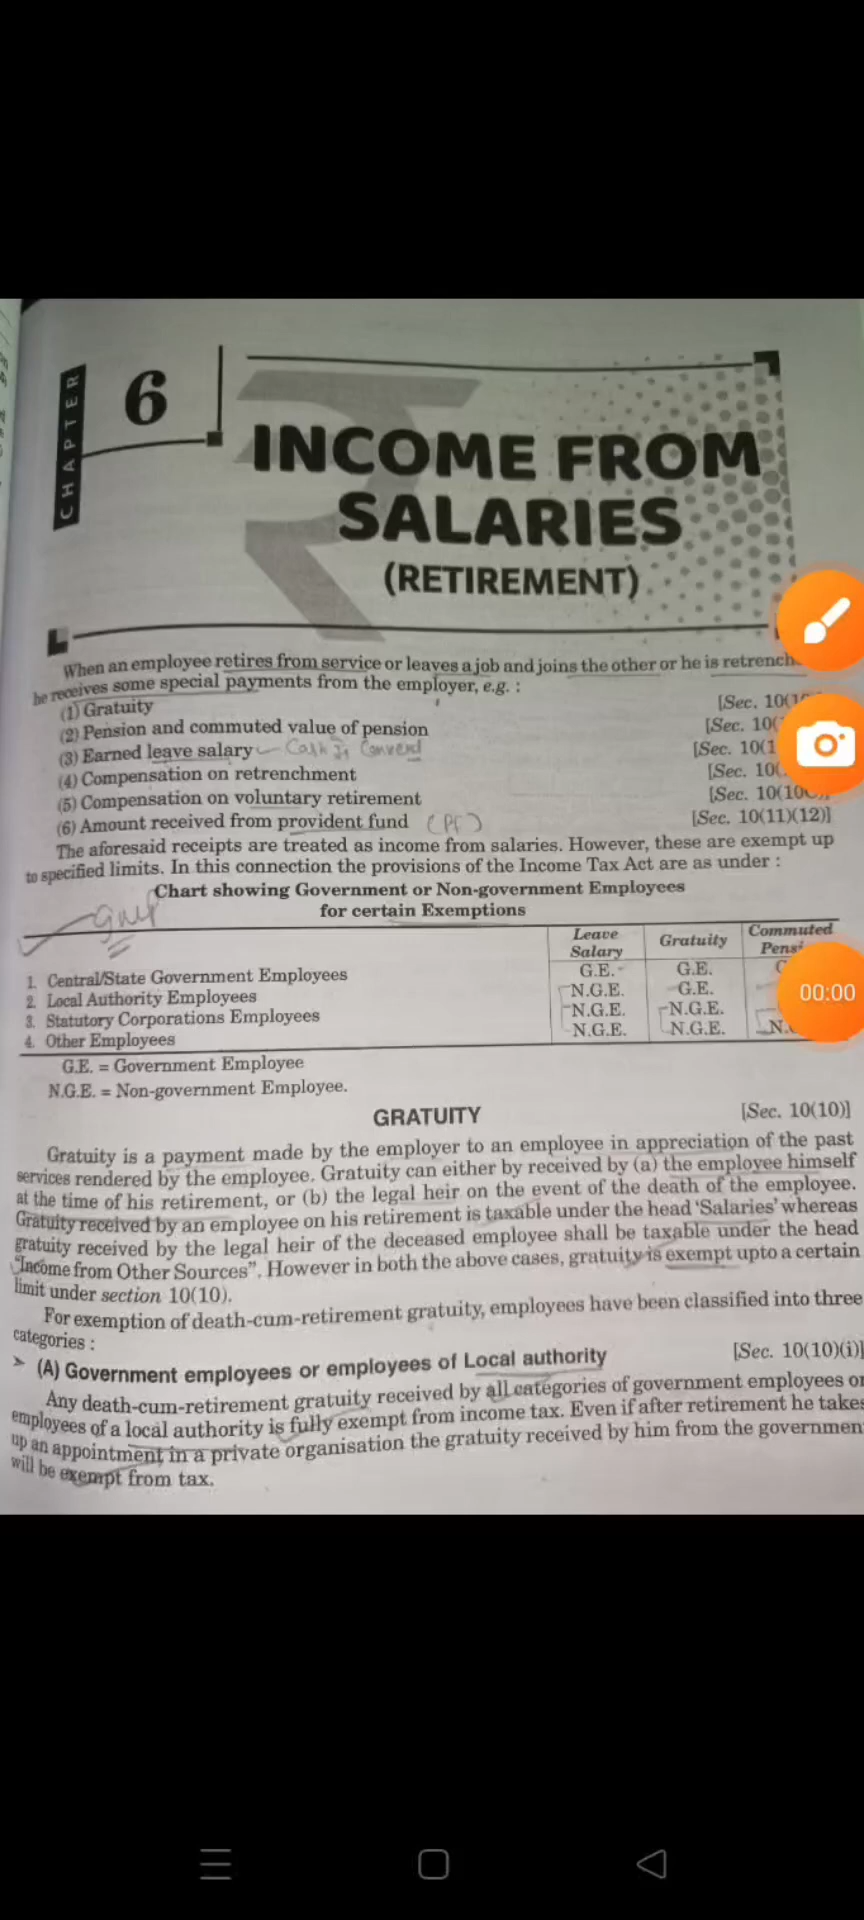 CHAPTER
6
INCOME FROM
SALARIES
(RETIREMENT)
When an employee retires from service or leaves a job and joins the other or he is retrench
he receives some special payments from the employer, e.g. :
(1) Gratuity [Sec. 10(10
(2) Pension and commuted value of pension [Sec. 10(
(3) Earned leave salary [Sec. 10(1
(4) Compensation on retrenchment [Sec. 10(
(5) Compensation on voluntary retirement [Sec. 10(10
(6) Amount received from provident fund (PF) [Sec. 10(11)(12)]
The aforesaid receipts are treated as income from salaries. However, these are exempt up
to specified limits. In this connection the provisions of the Income Tax Act are as under :
Chart showing Government or Non-government Employees
for certain Exemptions
Leave Salary Gratuity Commuted
1. Central/State Government Employees G.E. G.E.
2. Local Authority Employees N.G.E. G.E.
3. Statutory Corporations Employees N.G.E. N.G.E.
4. Other Employees N.G.E. N.G.E.
G.E. = Government Employee
N.G.E. = Non-government Employee.
GRATUITY [Sec. 10(10)]
Gratuity is a payment made by the employer to an employee in appreciation of the past
services rendered by the employee. Gratuity can either by received by (a) the employee himself
at the time of his retirement, or (b) the legal heir on the event of the death of the employee.
Gratuity received by an employee on his retirement is taxable under the head 'Salaries' whereas
gratuity received by the legal heir of the deceased employee shall be taxable under the head
"Income from Other Sources". However in both the above cases, gratuity is exempt upto a certain
limit under section 10(10).
For exemption of death-cum-retirement gratuity, employees have been classified into three
categories :
➤ (A) Government employees or employees of Local authority [Sec. 10(10)(i)]
Any death-cum-retirement gratuity received by all categories of government employees or
employees of a local authority is fully exempt from income tax. Even if after retirement he takes
up an appointment in a private organisation the gratuity received by him from the governmen
will be exempt from tax.
00:00